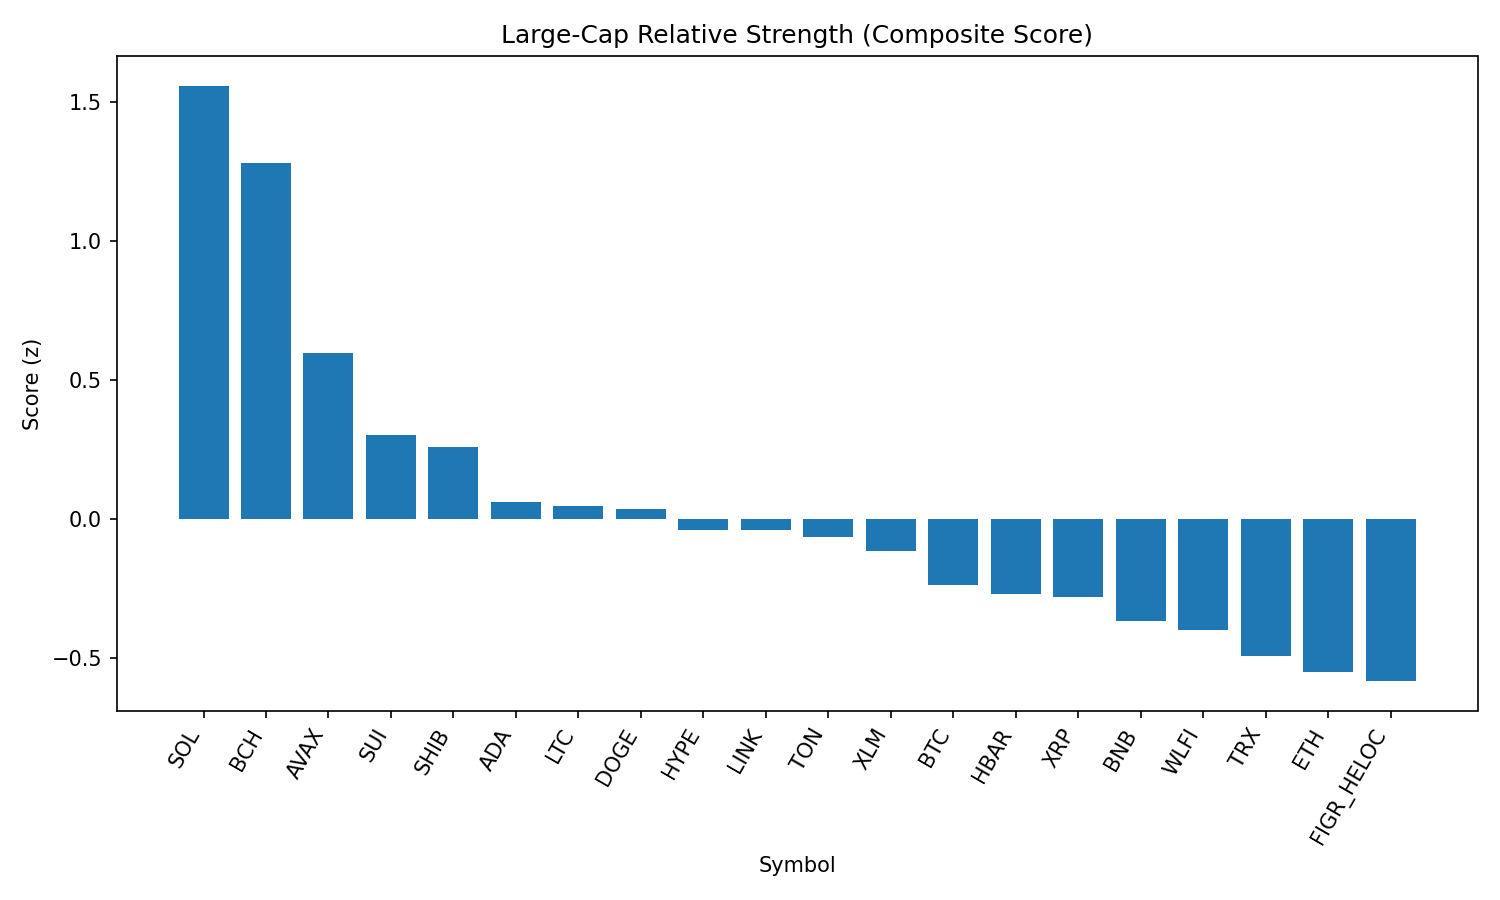 Large-Cap Relative Strength (Composite Score)
Score (z)
1.5
1.0
0.5
0.0
−0.5
SOL
BCH
AVAX
SUI
SHIB
ADA
LTC
DOGE
HYPE
LINK
TON
XLM
BTC
HBAR
XRP
BNB
WLFI
TRX
ETH
FIGR_HELOC
Symbol